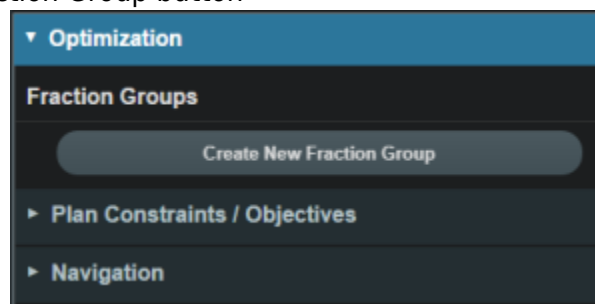 Optimization
Fraction Groups
Create New Fraction Group
Plan Constraints / Objectives
Navigation